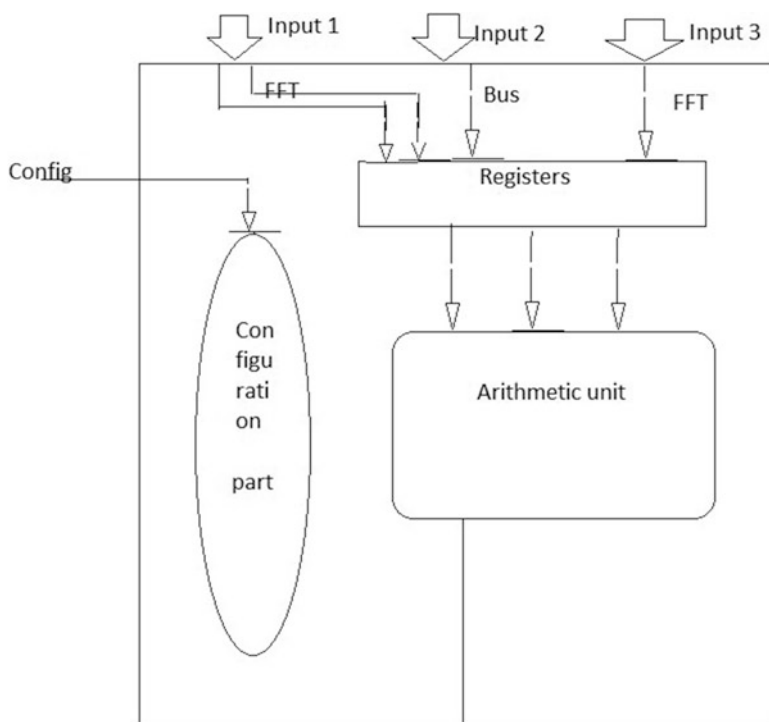 Input 1
Input 2
Input 3
FFT
Bus
FFT
Config
Registers
Con
figu
rati
on
part
Arithmetic unit